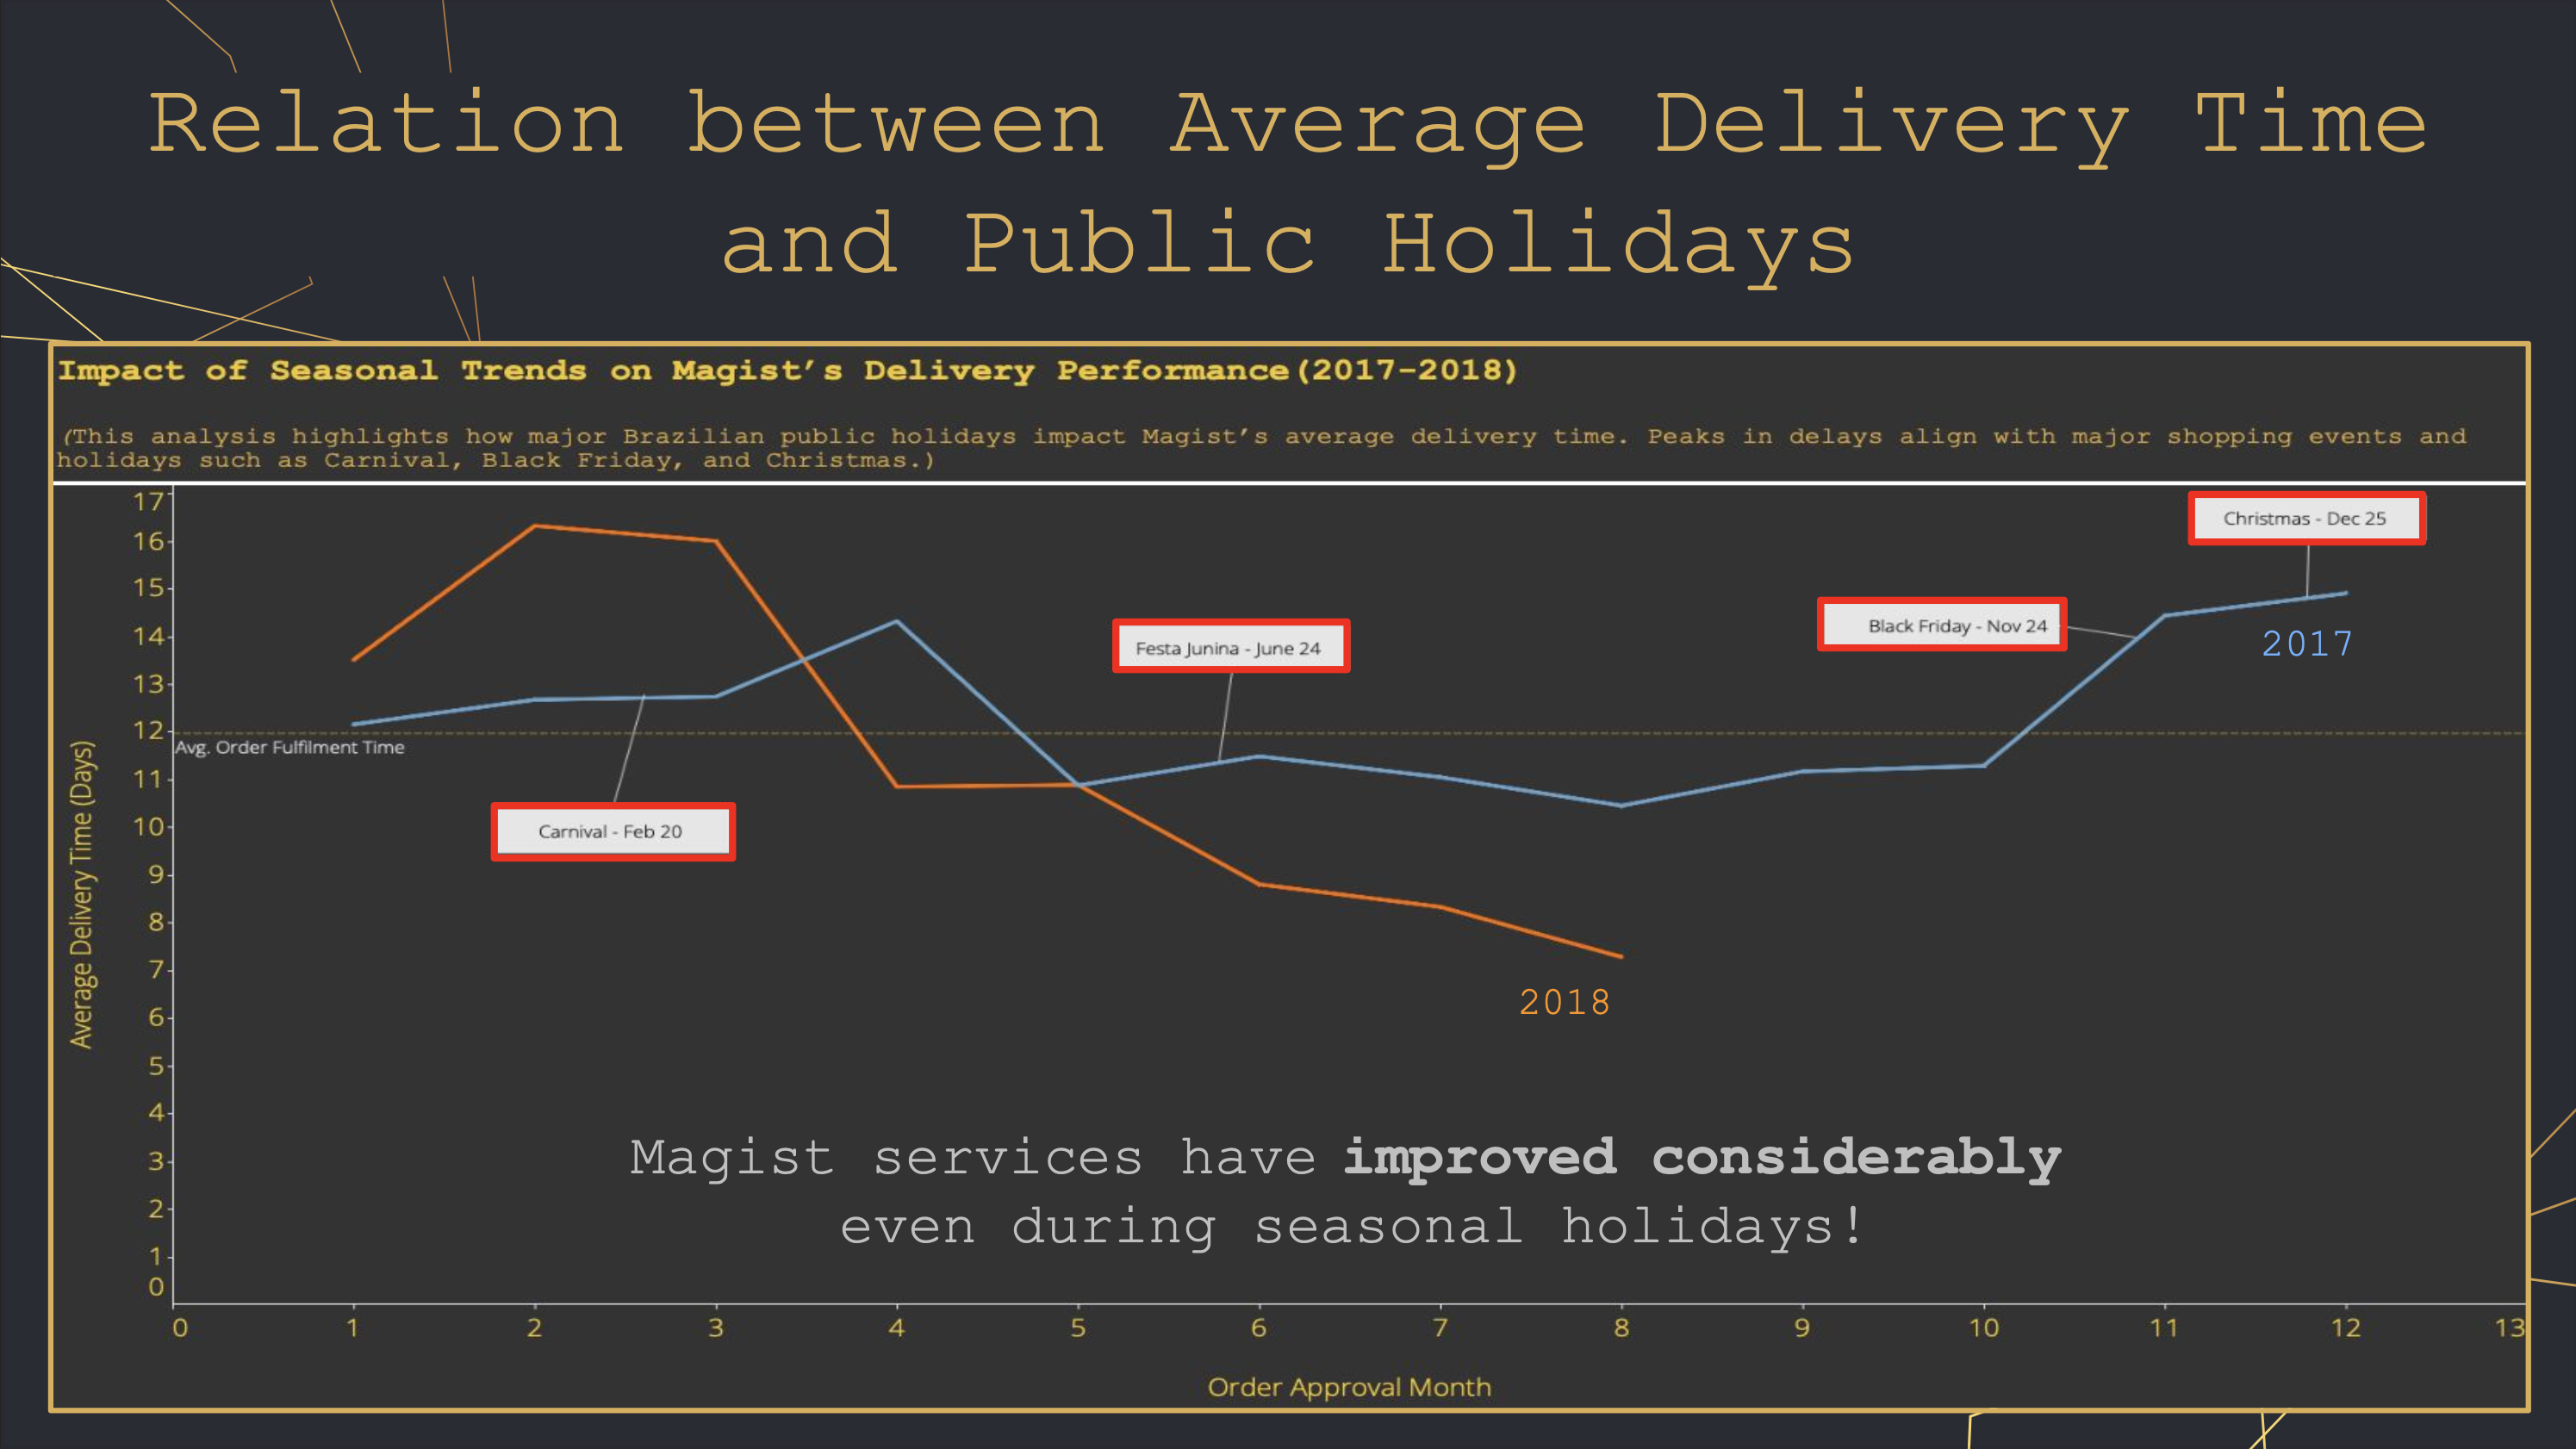 Relation between Average Delivery Time
and Public Holidays
Impact of Seasonal Trends on Magist’s Delivery Performance(2017-2018)
(This analysis highlights how major Brazilian public holidays impact Magist’s average delivery time. Peaks in delays align with major shopping events and
holidays such as Carnival, Black Friday, and Christmas.)
17
16
15
14
13
12
11
10
9
8
7
6
5
4
3
2
1
0
Average Delivery Time (Days)
Christmas - Dec 25
Black Friday - Nov 24
2017
Festa Junina - June 24
Avg. Order Fulfilment Time
Carnival - Feb 20
2018
Magist services have improved considerably
even during seasonal holidays!
0 1 2 3 4 5 6 7 8 9 10 11 12 13
Order Approval Month